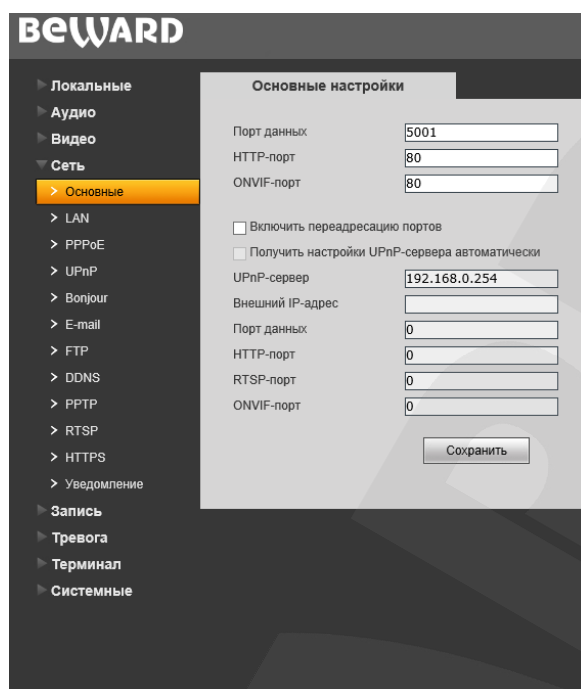 BEWARD
Локальные
Аудио
Видео
Сеть
Основные
LAN
PPPoE
UPnP
Bonjour
E-mail
FTP
DDNS
PPTP
RTSP
HTTPS
Уведомление
Запись
Тревога
Терминал
Системные
Основные настройки
Порт данных 5001
HTTP-порт 80
ONVIF-порт 80
Включить переадресацию портов
Получить настройки UPnP-сервера автоматически
UPnP-сервер 192.168.0.254
Внешний IP-адрес
Порт данных 0
HTTP-порт 0
RTSP-порт 0
ONVIF-порт 0
Сохранить